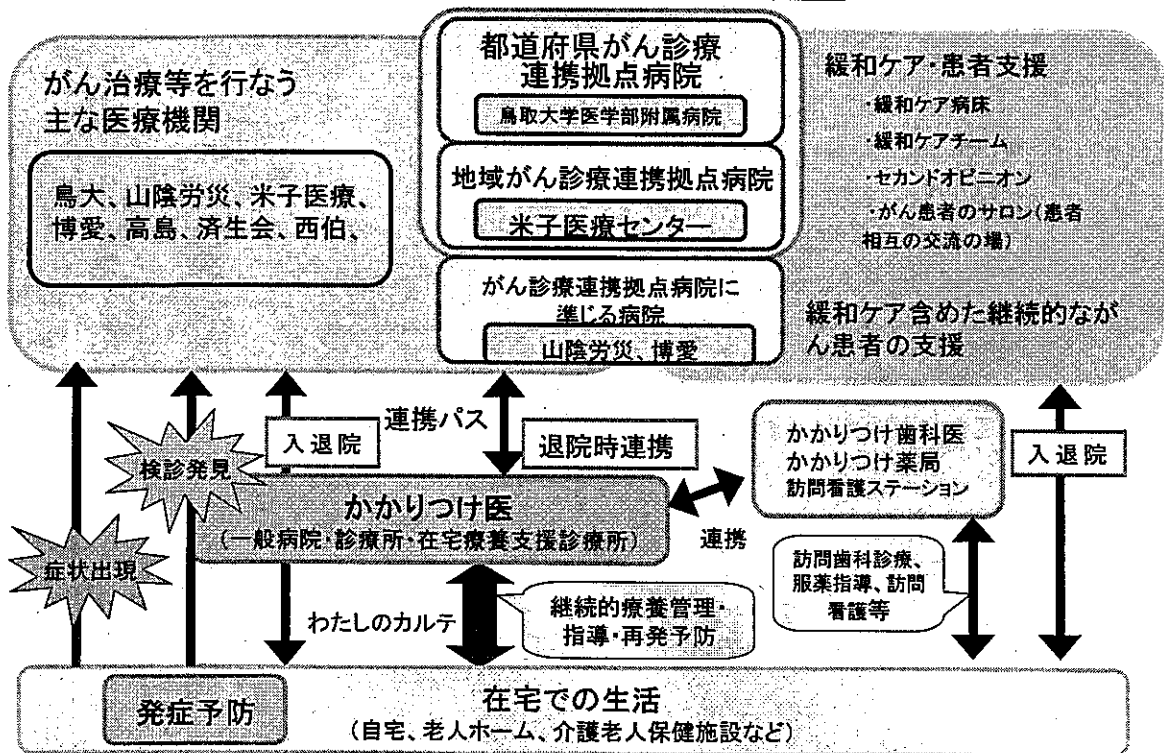 がん治療等を行なう
主な医療機関
鳥大、山陰労災、米子医療、
博愛、高島、済生会、西伯、
都道府県がん診療
連携拠点病院
鳥取大学医学部附属病院
地域がん診療連携拠点病院
米子医療センター
がん診療連携拠点病院に
準じる病院
山陰労災、博愛
緩和ケア・患者支援
・緩和ケア病床
・緩和ケアチーム
・セカンドオピニオン
・がん患者のサロン(患者
相互の交流の場)
緩和ケア含めた継続的なが
ん患者の支援
症状出現
検診発見
入退院
連携パス
退院時連携
かかりつけ医
(一般病院・診療所・在宅療養支援診療所)
連携
かかりつけ歯科医
かかりつけ薬局
訪問看護ステーション
入退院
わたしのカルテ
継続的療養管理・
指導・再発予防
訪問歯科診療、
服薬指導、訪問
看護等
発症予防
在宅での生活
(自宅、老人ホーム、介護老人保健施設など)